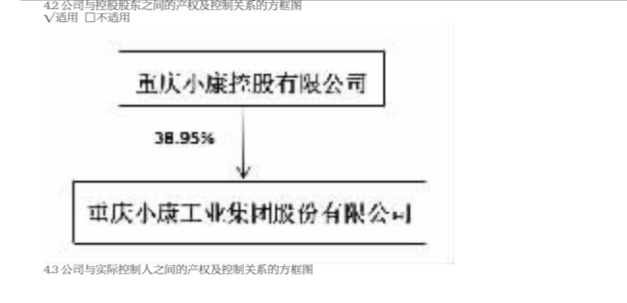 4.2 公司与控股股东之间的产权及控制关系的方框图
√适用 □不适用
重庆小康控股有限公司
38.95%
重庆小康工业集团股份有限公司
4.3 公司与实际控制人之间的产权及控制关系的方框图